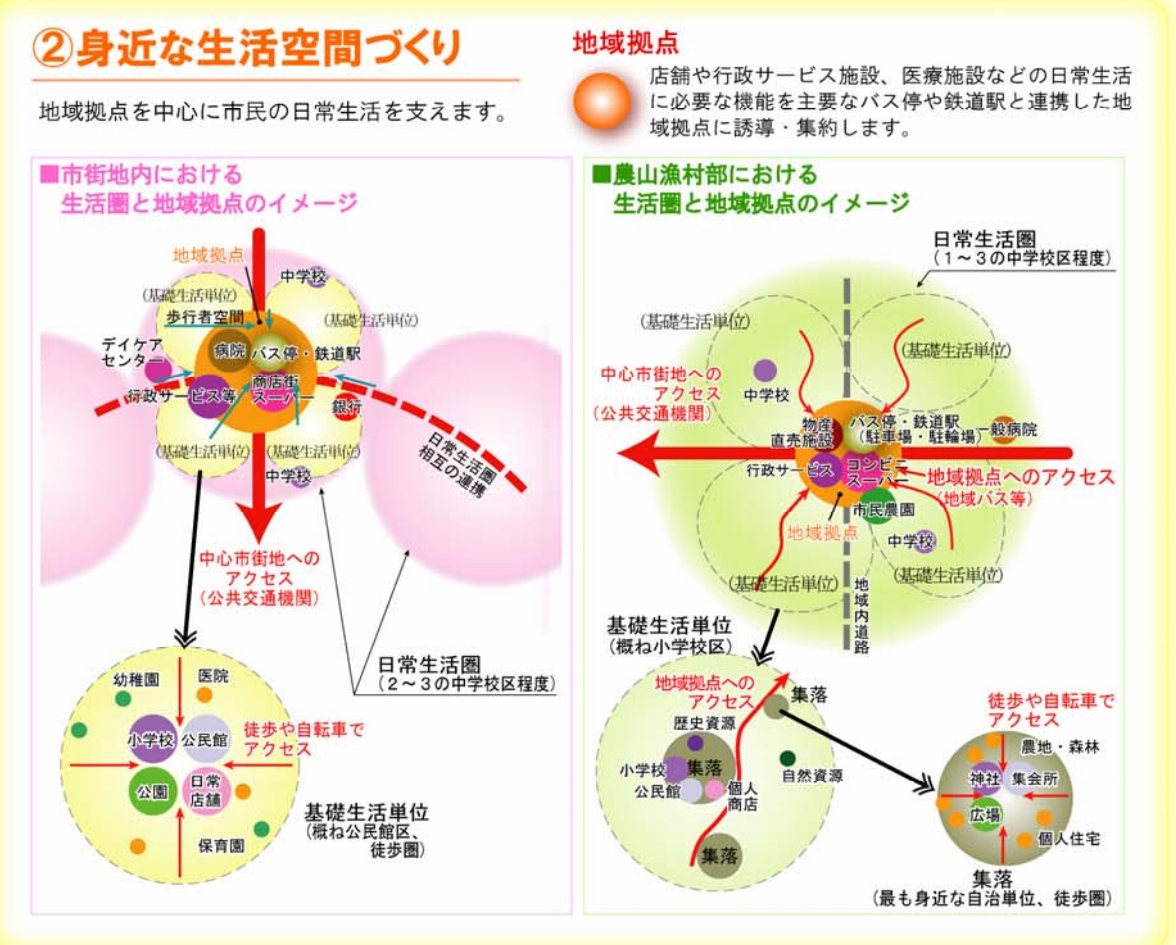 ②身近な生活空間づくり
地域拠点を中心に市民の日常生活を支えます。
地域拠点
店舗や行政サービス施設、医療施設などの日常生活
に必要な機能を主要なバス停や鉄道駅と連携した地
域拠点に誘導・集約します。
■市街地内における
生活圏と地域拠点のイメージ
地域拠点
中学校
(基礎生活単位)
歩行者空間
(基礎生活単位)
デイケア
センター
病院
バス停・鉄道駅
行政サービス等
商店街
スーパー
銀行
(基礎生活単位)
(基礎生活単位)
中学校
日常生活圏
相互の連携
中心市街地への
アクセス
(公共交通機関)
日常生活圏
(2~3の中学校区程度)
幼稚園
医院
小学校
公民館
徒歩や自転車で
アクセス
公園
日常
店舗
保育園
基礎生活単位
(概ね公民館区、
徒歩圏)
■農山漁村部における
生活圏と地域拠点のイメージ
日常生活圏
(1~3の中学校区程度)
(基礎生活単位)
(基礎生活単位)
中心市街地への
アクセス
(公共交通機関)
中学校
物産
直売施設
バス停・鉄道駅
(駐車場・駐輪場)
一般病院
行政サービス
コンビニ
スーパー
地域拠点へのアクセス
(地域バス等)
市民農園
地域拠点
中学校
(基礎生活単位)
(基礎生活単位)
地域内道路
基礎生活単位
(概ね小学校区)
地域拠点への
アクセス
集落
歴史資源
小学校
集落
公民館
個人
商店
自然資源
集落
徒歩や自転車で
アクセス
農地・森林
神社
集会所
広場
個人住宅
集落
(最も身近な自治単位、徒歩圏)